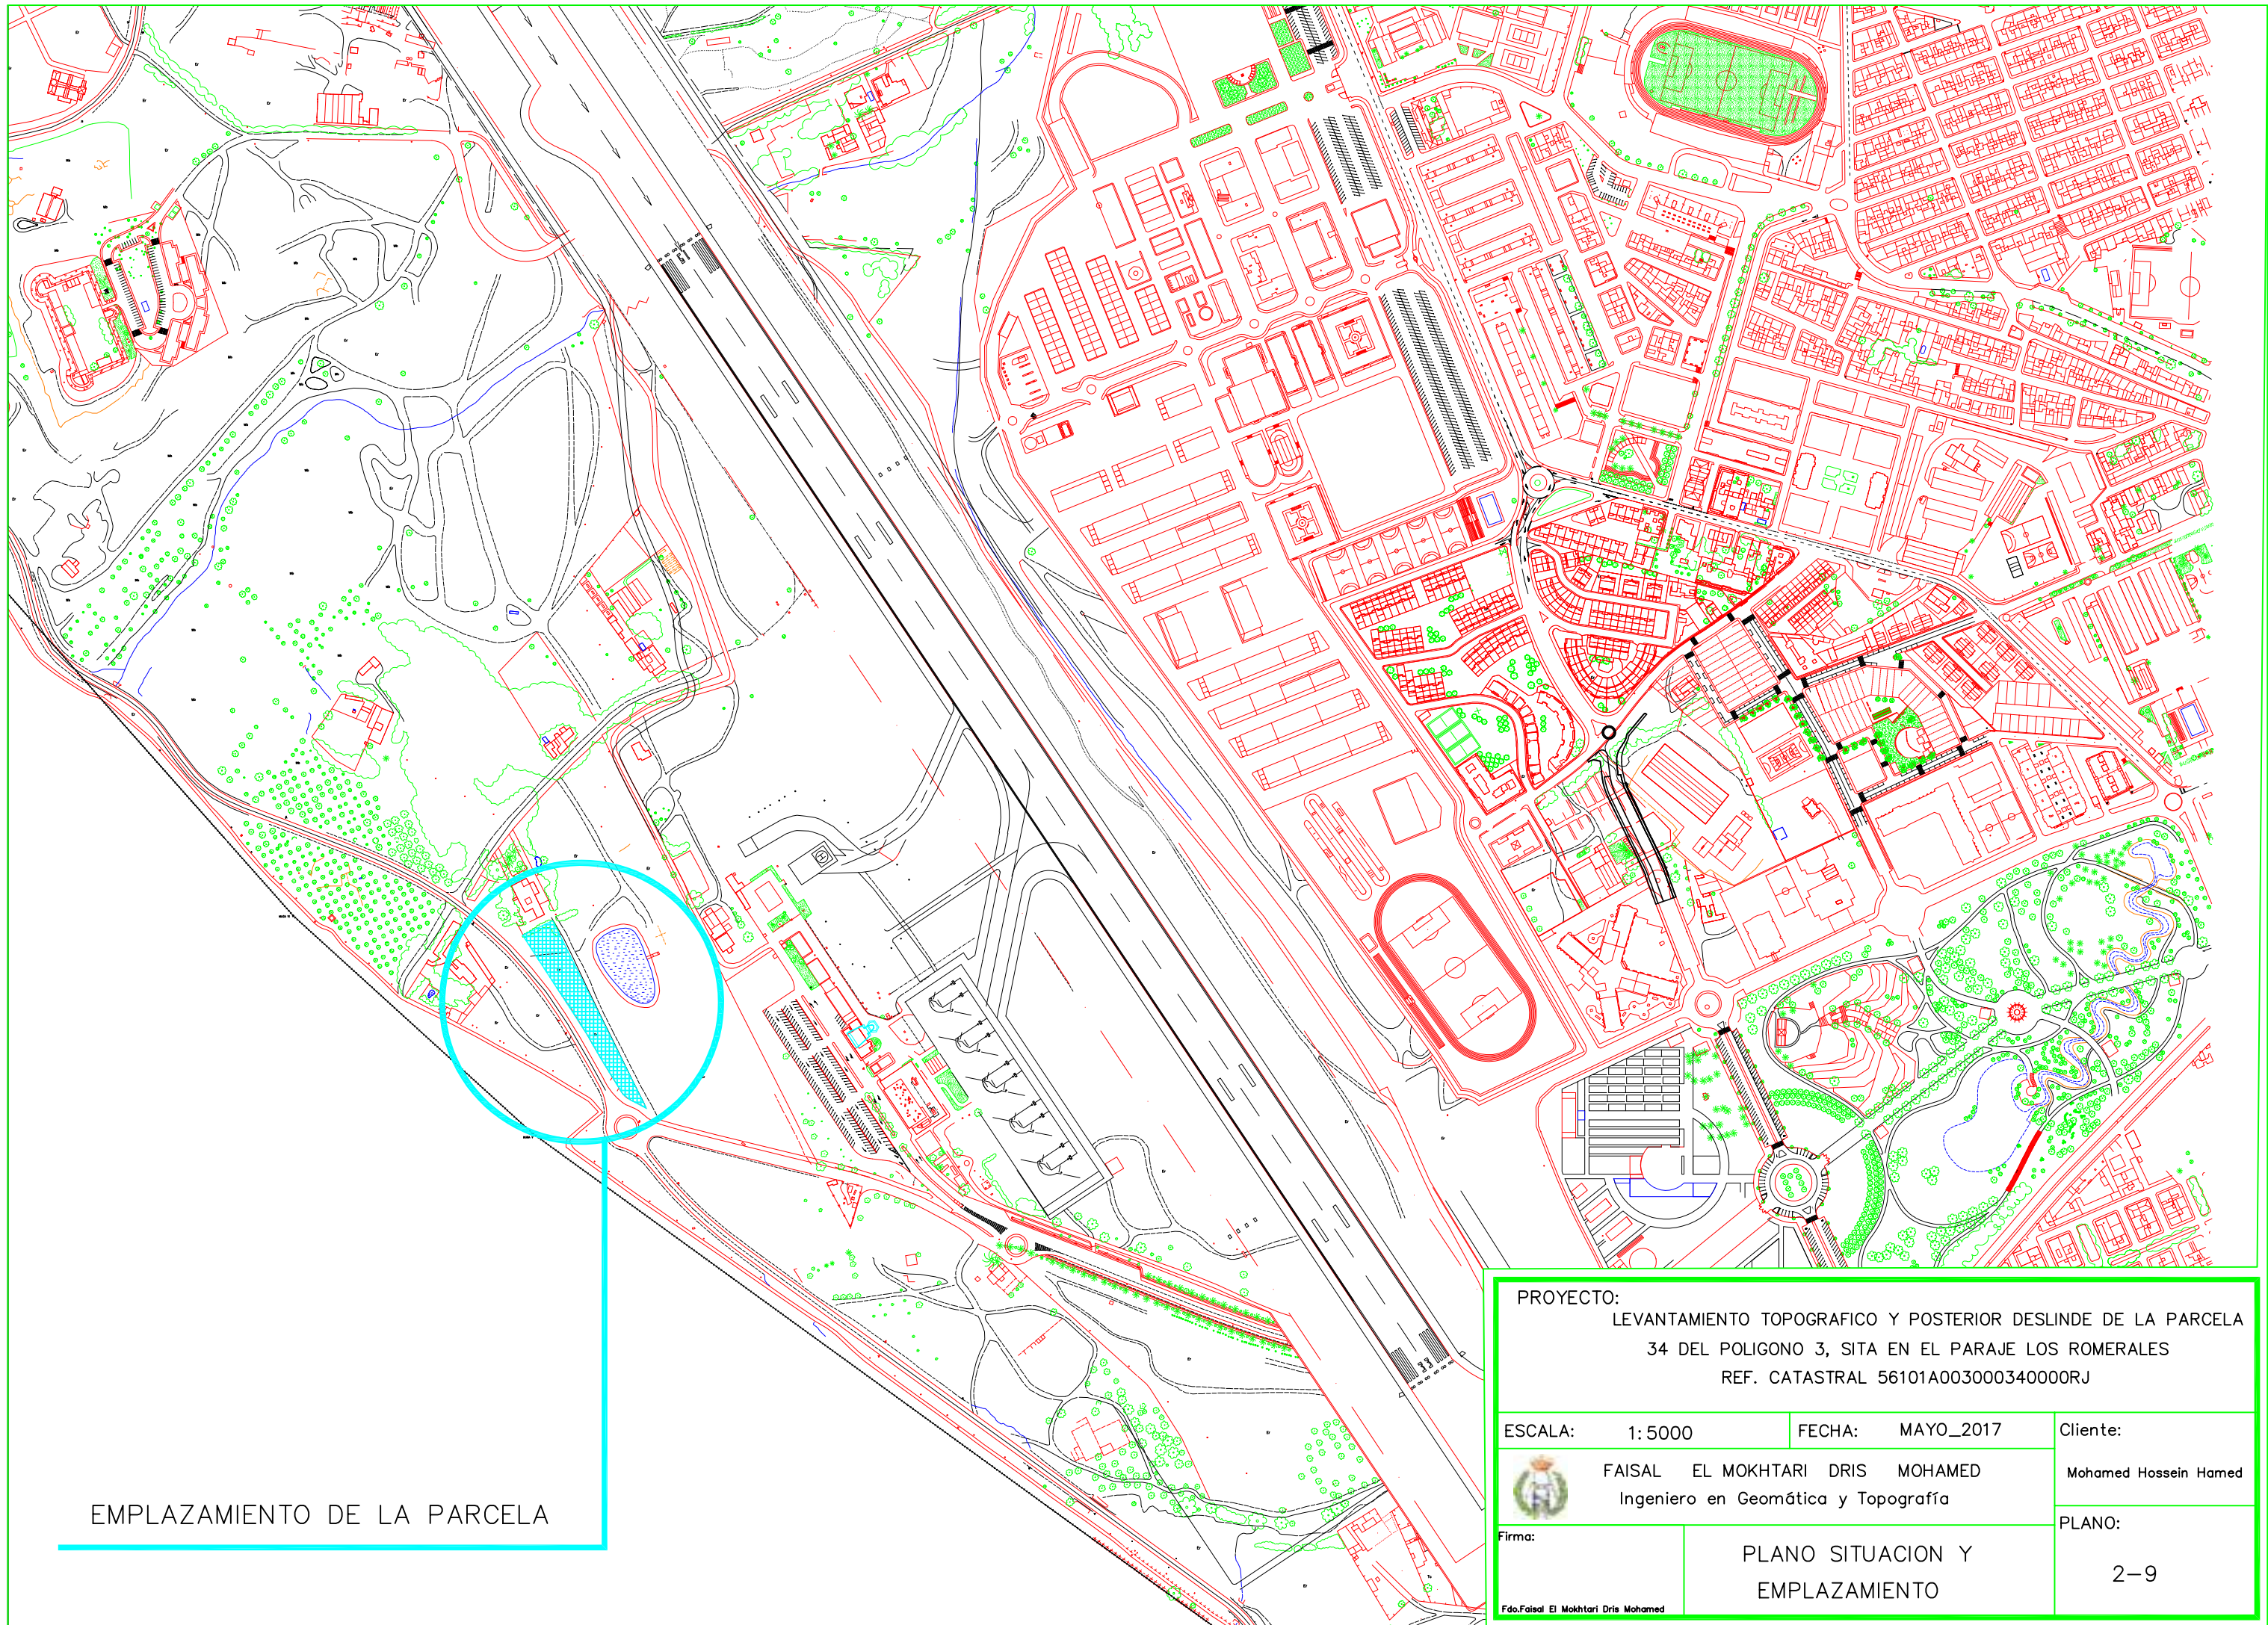 EMPLAZAMIENTO DE LA PARCELA
H
15
33
PROYECTO:
LEVANTAMIENTO TOPOGRAFICO Y POSTERIOR DESLINDE DE LA PARCELA
34 DEL POLIGONO 3, SITA EN EL PARAJE LOS ROMERALES
REF. CATASTRAL 56101A003000340000RJ
ESCALA: 1:5000
FECHA: MAYO_2017
Cliente:
Mohamed Hossein Hamed
FAISAL EL MOKHTARI DRIS MOHAMED
Ingeniero en Geomática y Topografía
Firma:
Fdo.Faisal El Mokhtari Dris Mohamed
PLANO SITUACION Y
EMPLAZAMIENTO
PLANO:
2-9